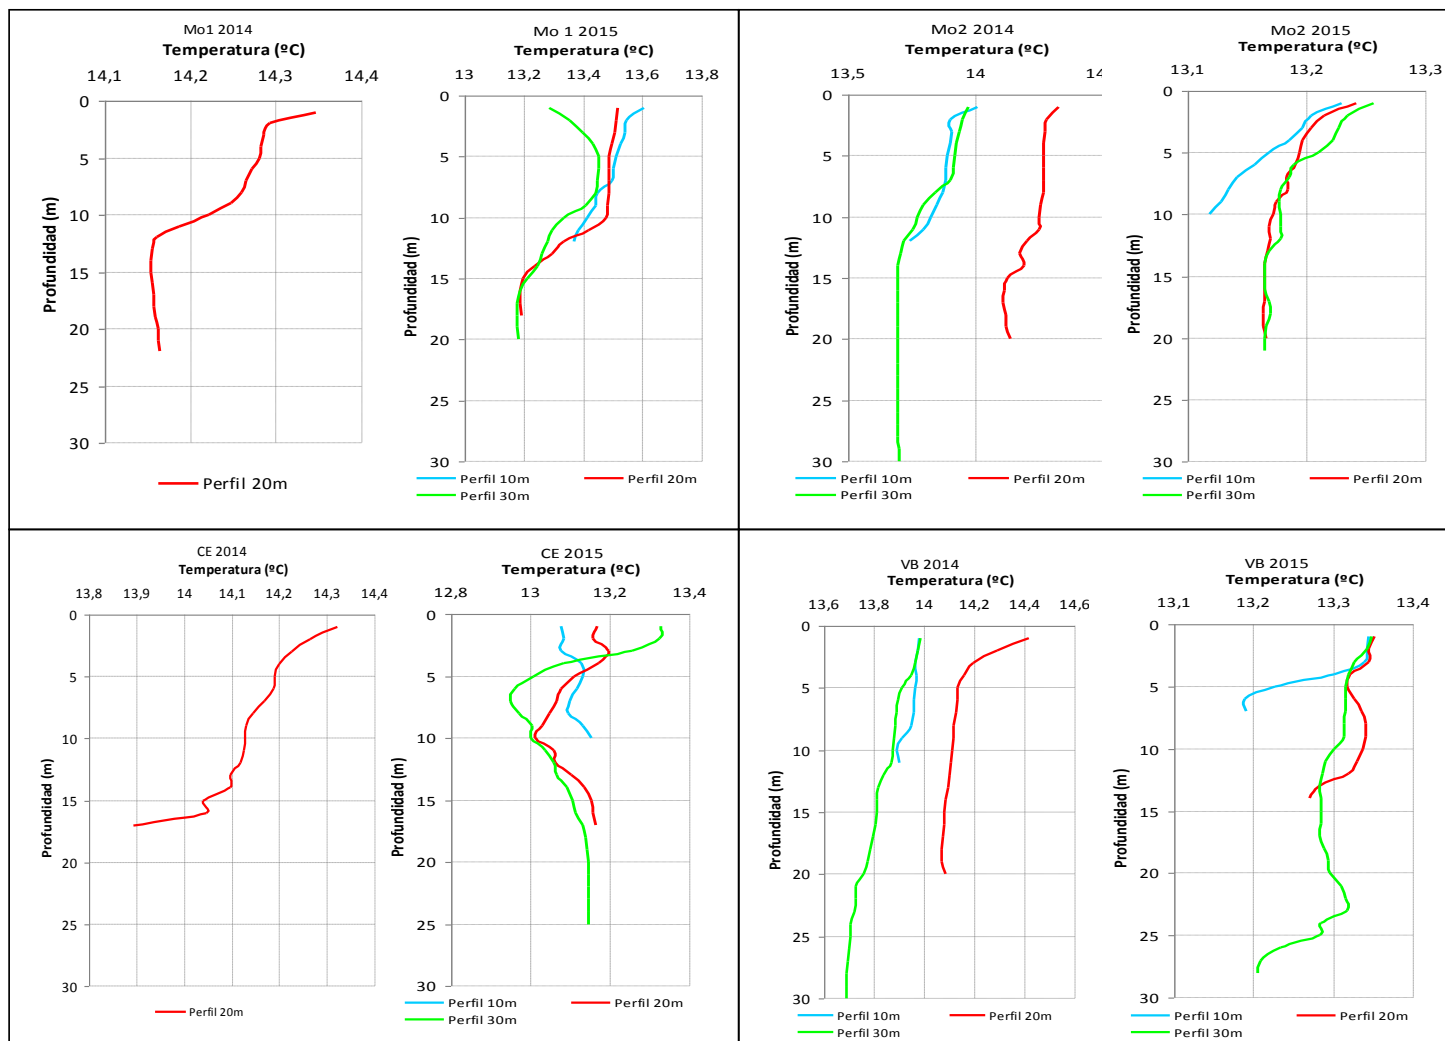 Mo1 2014
Temperatura (ºC)
14,1 14,2 14,3 14,4
0
5
10
15
20
25
30
Profundidad (m)
Perfil 20m
Mo 1 2015
Temperatura (ºC)
13 13,2 13,4 13,6 13,8
0
5
10
15
20
25
30
Profundidad (m)
Perfil 10m Perfil 20m
Perfil 30m
Mo2 2014
Temperatura (ºC)
13,5 14
0
5
10
15
20
25
30
Profundidad (m)
Perfil 10m Perfil 20m
Perfil 30m
Mo2 2015
Temperatura (ºC)
13,1 13,2 13,3
0
5
10
15
20
25
30
Profundidad (m)
Perfil 10m Perfil 20m
Perfil 30m
CE 2014
Temperatura (ºC)
13,8 13,9 14 14,1 14,2 14,3 14,4
0
5
10
15
20
25
30
Profundidad (m)
Perfil 20m
CE 2015
Temperatura (ºC)
12,8 13 13,2 13,4
0
5
10
15
20
25
30
Profundidad (m)
Perfil 10m Perfil 20m
Perfil 30m
VB 2014
Temperatura (ºC)
13,6 13,8 14 14,2 14,4 14,6
0
5
10
15
20
25
30
Profundidad (m)
Perfil 10m Perfil 20m
Perfil 30m
VB 2015
Temperatura (ºC)
13,1 13,2 13,3 13,4
0
5
10
15
20
25
30
Profundidad (m)
Perfil 10m Perfil 20m
Perfil 30m